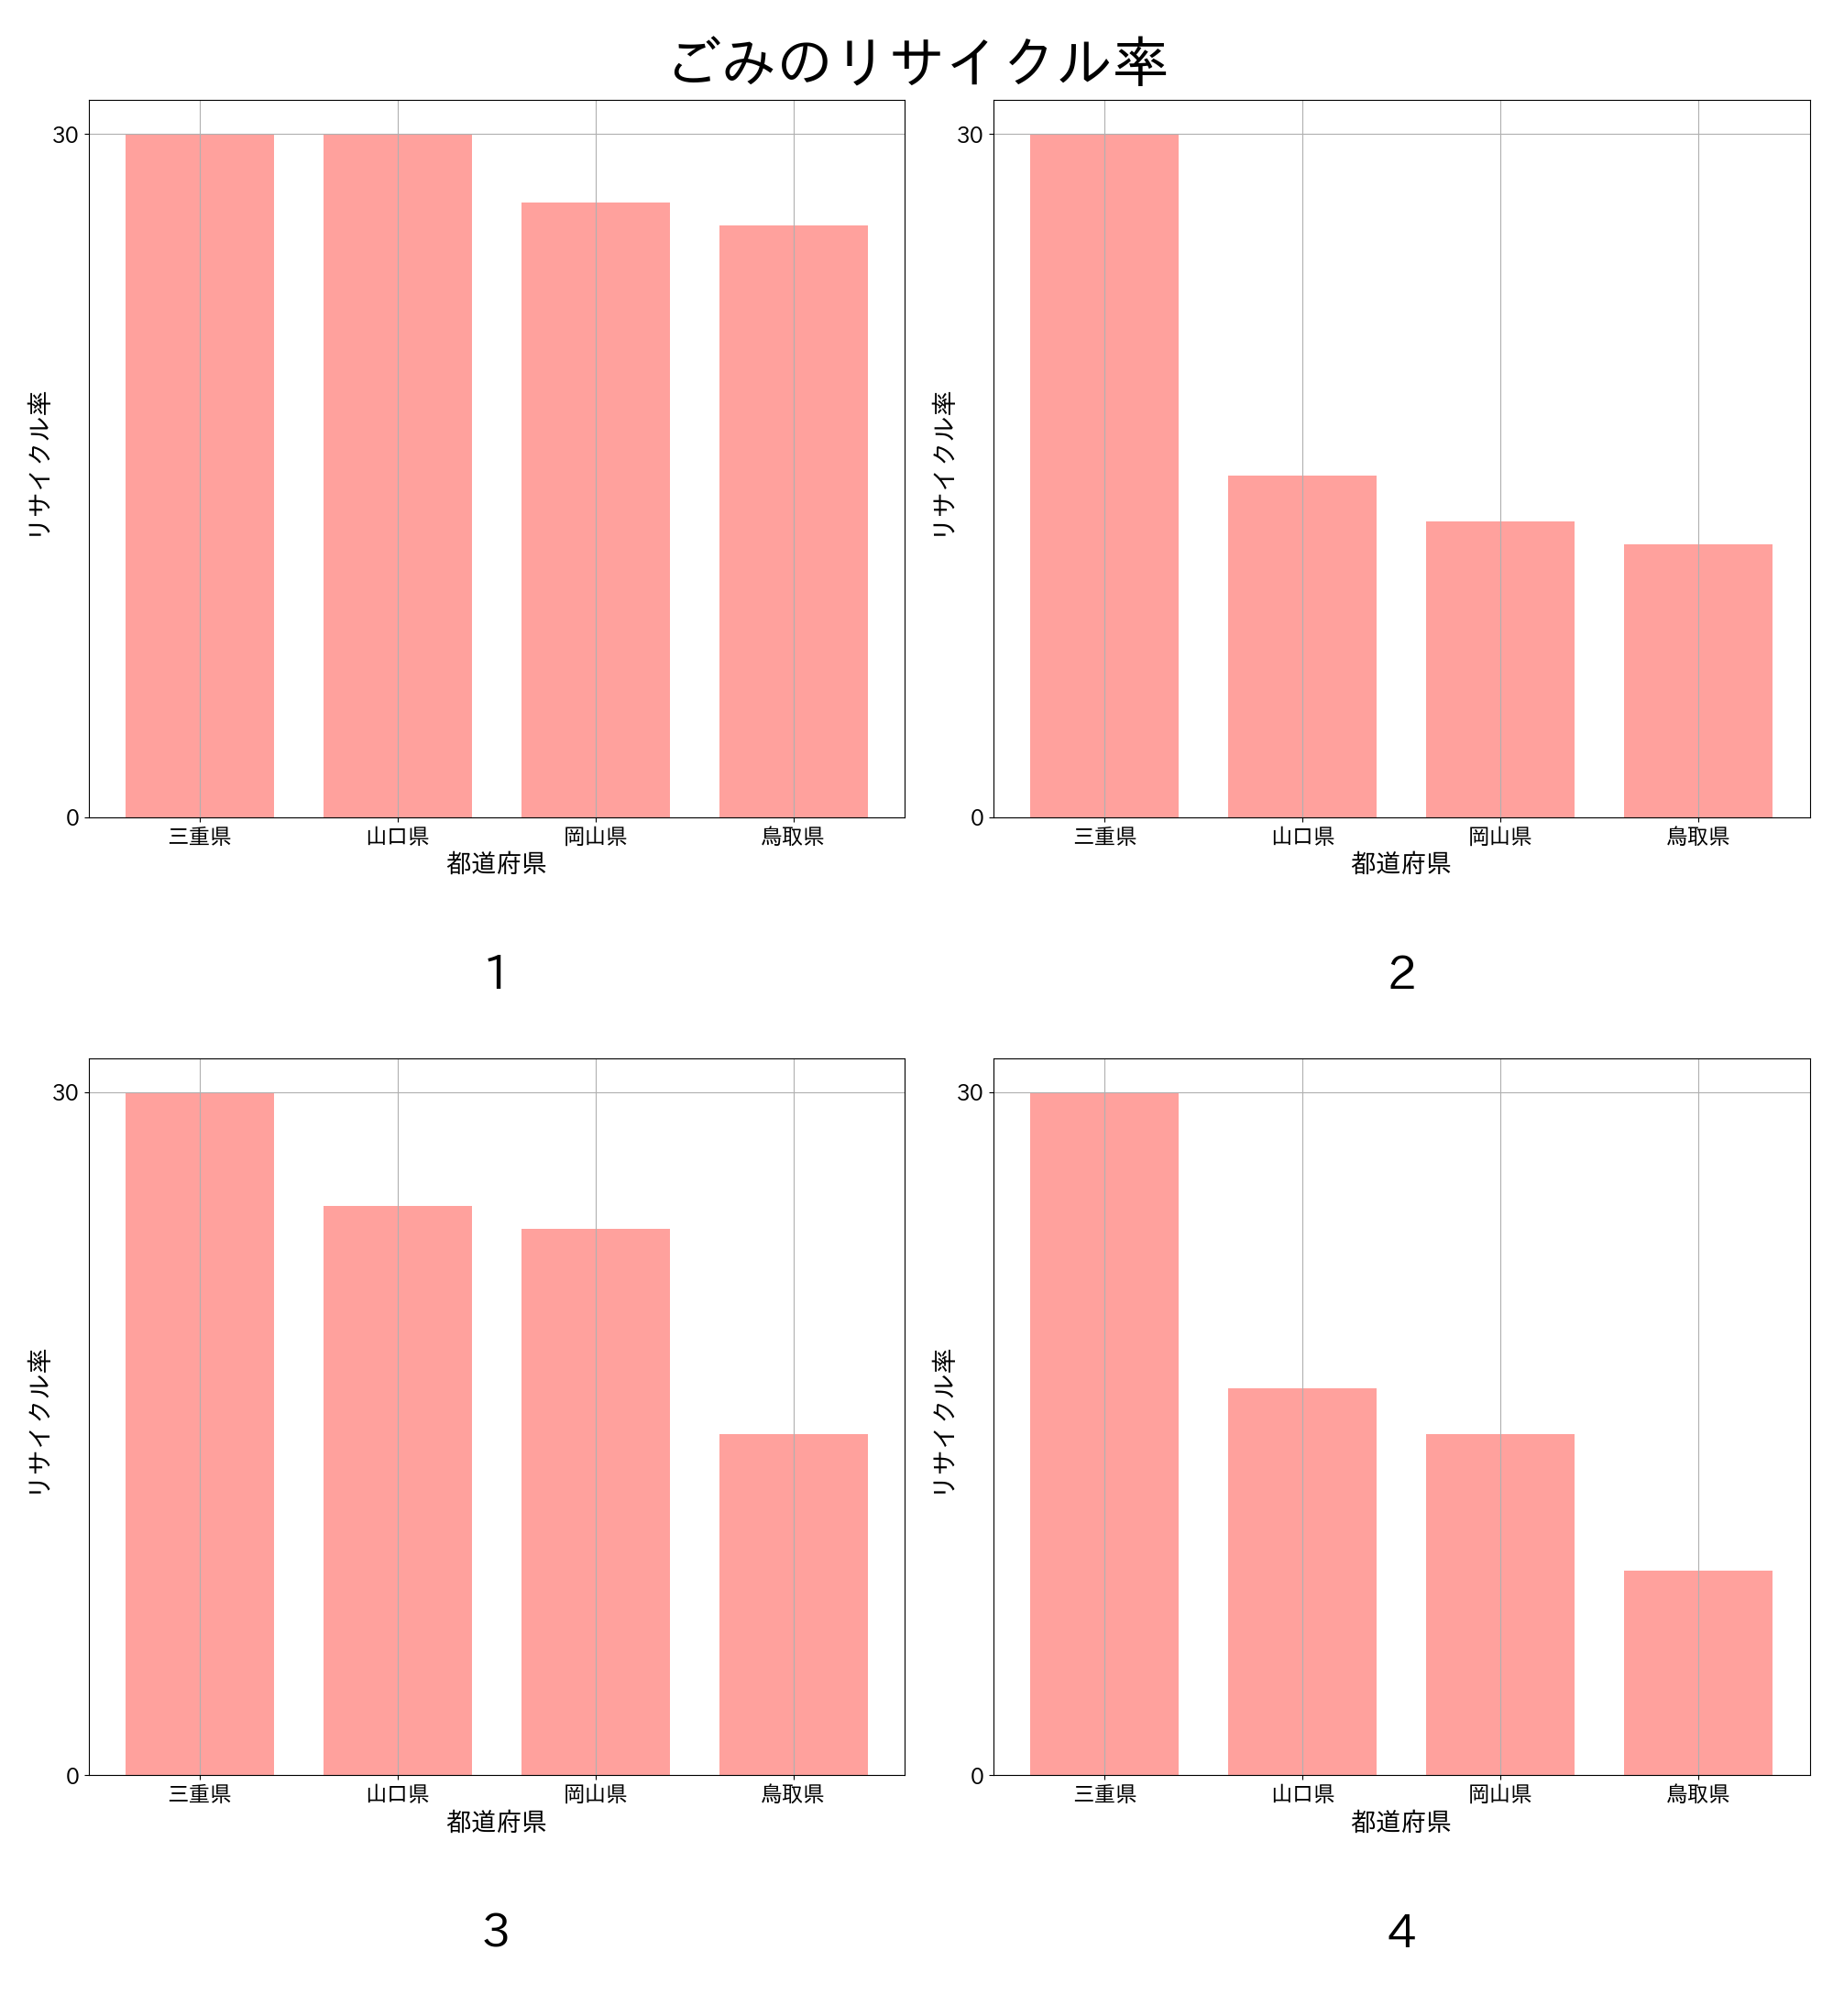 ごみのリサイクル率
30
リサイクル率
0
三重県 山口県 岡山県 鳥取県
都道府県
1
30
リサイクル率
0
三重県 山口県 岡山県 鳥取県
都道府県
2
30
リサイクル率
0
三重県 山口県 岡山県 鳥取県
都道府県
3
30
リサイクル率
0
三重県 山口県 岡山県 鳥取県
都道府県
4